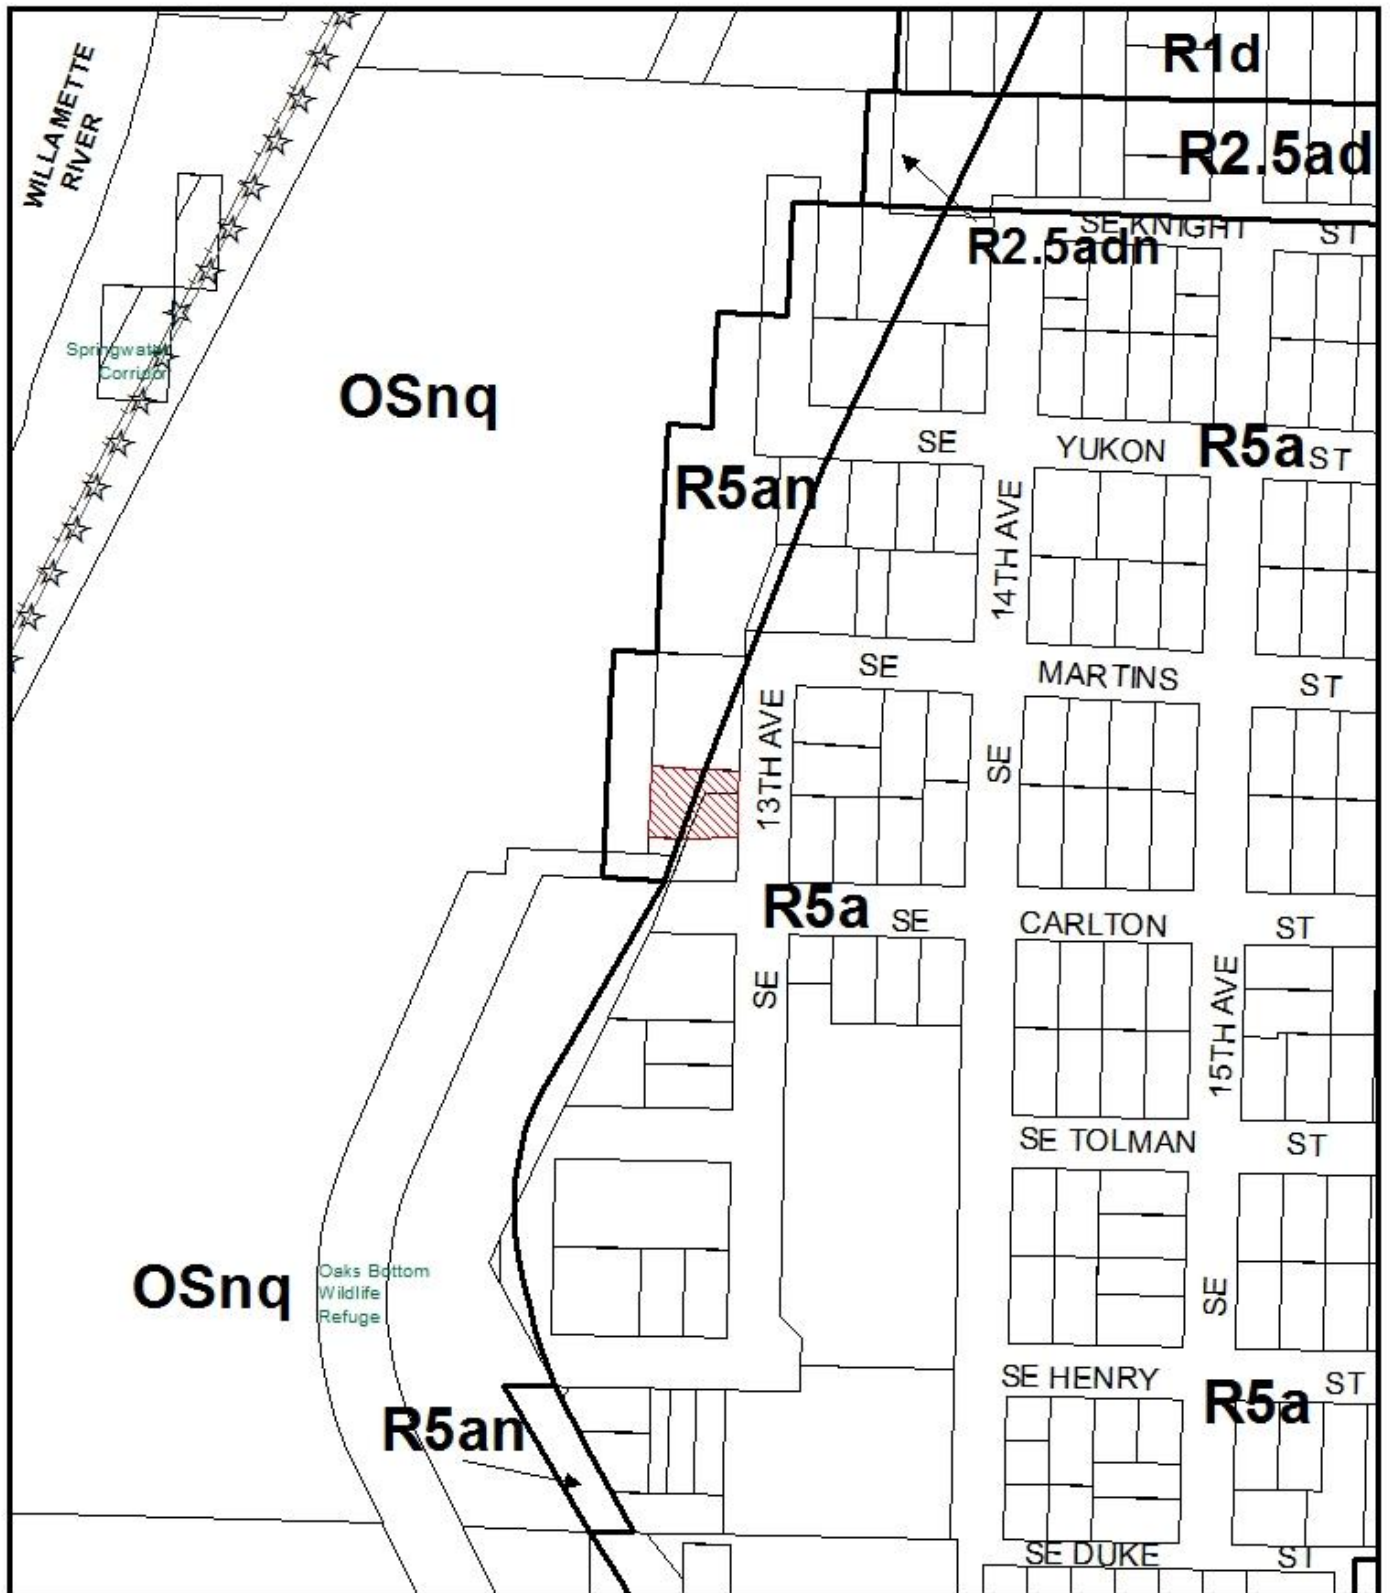 R1d
WILLAMETTE
RIVER
R2.5ad
SE KNIGHT ST
R2.5adn
Springwater
Corridor
OSnq
SE YUKON ST
R5a
R5an
14TH AVE
SE MARTINS ST
13TH AVE
SE
R5a
SE CARLTON ST
SE
15TH AVE
SE TOLMAN ST
OSnq
Oaks Bottom
Wildlife
Refuge
SE
SE HENRY ST
R5a
R5an
SE DUKE ST